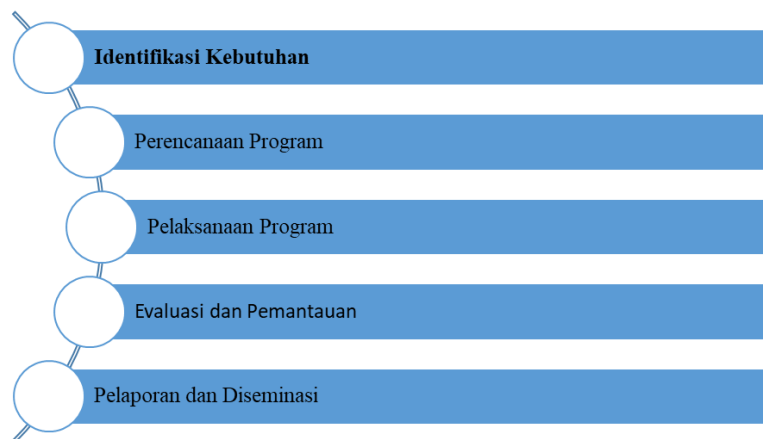 Identifikasi Kebutuhan
Perencanaan Program
Pelaksanaan Program
Evaluasi dan Pemantauan
Pelaporan dan Diseminasi